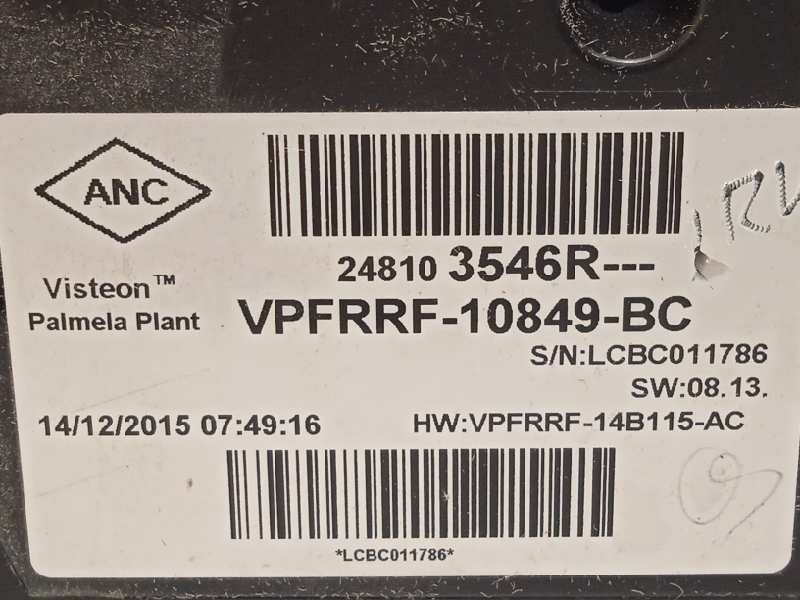 ANC
Visteon™
Palmela Plant
24810 3546R---
VPFRRF-10849-BC
S/N:LCBC011786
SW:08.13.
14/12/2015 07:49:16
HW:VPFRRF-14B115-AC
*LCBC011786*